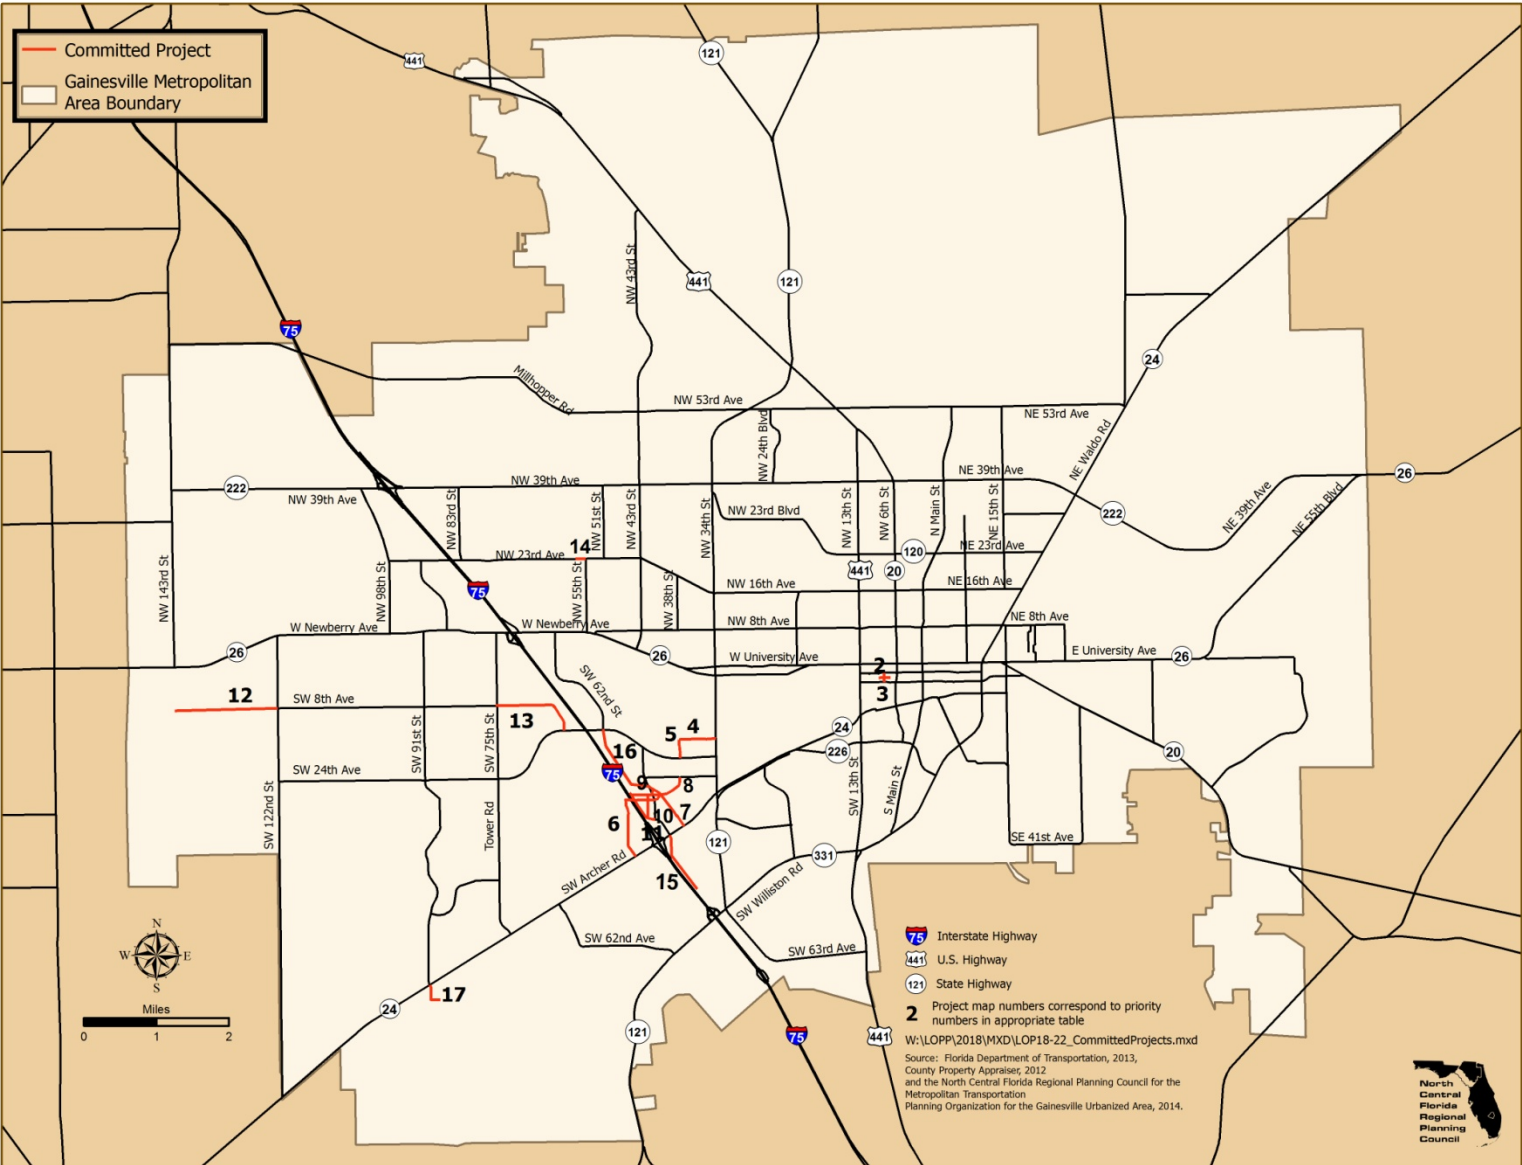 Committed Project
Gainesville Metropolitan
Area Boundary
441
121
NW 43rd St
441
121
75
24
Millhopper Rd
NW 53rd Ave
NE 53rd Ave
NW 24th Blvd
NE Waldo Rd
222
NW 39th Ave
NW 39th Ave
NE 39th Ave
26
NW 83rd St
NW 51st St
NW 43rd St
NW 34th St
NW 23rd Blvd
NW 13th St
NW 6th St
N Main St
NE 15th St
222
NE 39th Ave
NE 55th Blvd
14
NW 23rd Ave
120
NE 23rd Ave
441
20
NW 143rd St
NW 98th St
75
NW 55th St
NW 38th St
NW 16th Ave
NE 16th Ave
W Newberry Ave
W Newberry Ave
NW 8th Ave
NE 8th Ave
26
26
W University Ave
E University Ave
26
2
3
12
SW 8th Ave
13
SW 62nd St
5
4
24
226
20
SW 91st St
SW 75th St
16
SW 24th Ave
75
9
8
SW 122nd St
Tower Rd
6
10
7
11
SW 13th St
S Main St
121
SE 41st Ave
SW Archer Rd
331
15
SW Williston Rd
SW 62nd Ave
SW 63rd Ave
17
24
121
75
441
N
W
E
S
Miles
0 1 2
75 Interstate Highway
441 U.S. Highway
121 State Highway
2 Project map numbers correspond to priority
numbers in appropriate table
W:\LOPP\2018\MXD\LOP18-22_CommittedProjects.mxd
Source: Florida Department of Transportation, 2013,
County Property Appraiser, 2012
and the North Central Florida Regional Planning Council for the
Metropolitan Transportation
Planning Organization for the Gainesville Urbanized Area, 2014.
North
Central
Florida
Regional
Planning
Council